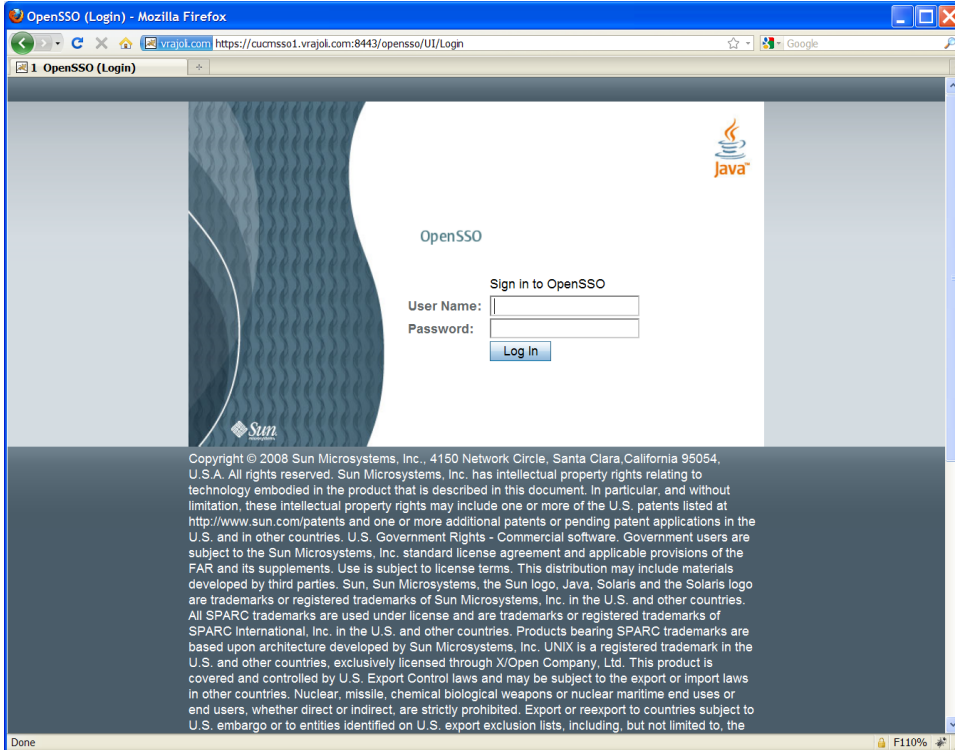 OpenSSO (Login) - Mozilla Firefox
vrajoli.com https://cucmsso1.vrajoli.com:8443/opensso/UI/Login
Google
1 OpenSSO (Login)
Java™
OpenSSO
Sign in to OpenSSO
User Name:
Password:
Log In
Sun
Copyright © 2008 Sun Microsystems, Inc., 4150 Network Circle, Santa Clara,California 95054,
U.S.A. All rights reserved. Sun Microsystems, Inc. has intellectual property rights relating to
technology embodied in the product that is described in this document. In particular, and without
limitation, these intellectual property rights may include one or more of the U.S. patents listed at
http://www.sun.com/patents and one or more additional patents or pending patent applications in the
U.S. and in other countries. U.S. Government Rights - Commercial software. Government users are
subject to the Sun Microsystems, Inc. standard license agreement and applicable provisions of the
FAR and its supplements. Use is subject to license terms. This distribution may include materials
developed by third parties. Sun, Sun Microsystems, the Sun logo, Java, Solaris and the Solaris logo
are trademarks or registered trademarks of Sun Microsystems, Inc. in the U.S. and other countries.
All SPARC trademarks are used under license and are trademarks or registered trademarks of
SPARC International, Inc. in the U.S. and other countries. Products bearing SPARC trademarks are
based upon architecture developed by Sun Microsystems, Inc. UNIX is a registered trademark in the
U.S. and other countries, exclusively licensed through X/Open Company, Ltd. This product is
covered and controlled by U.S. Export Control laws and may be subject to the export or import laws
in other countries. Nuclear, missile, chemical biological weapons or nuclear maritime end uses or
end users, whether direct or indirect, are strictly prohibited. Export or reexport to countries subject to
U.S. embargo or to entities identified on U.S. export exclusion lists, including, but not limited to, the
Done
F110%